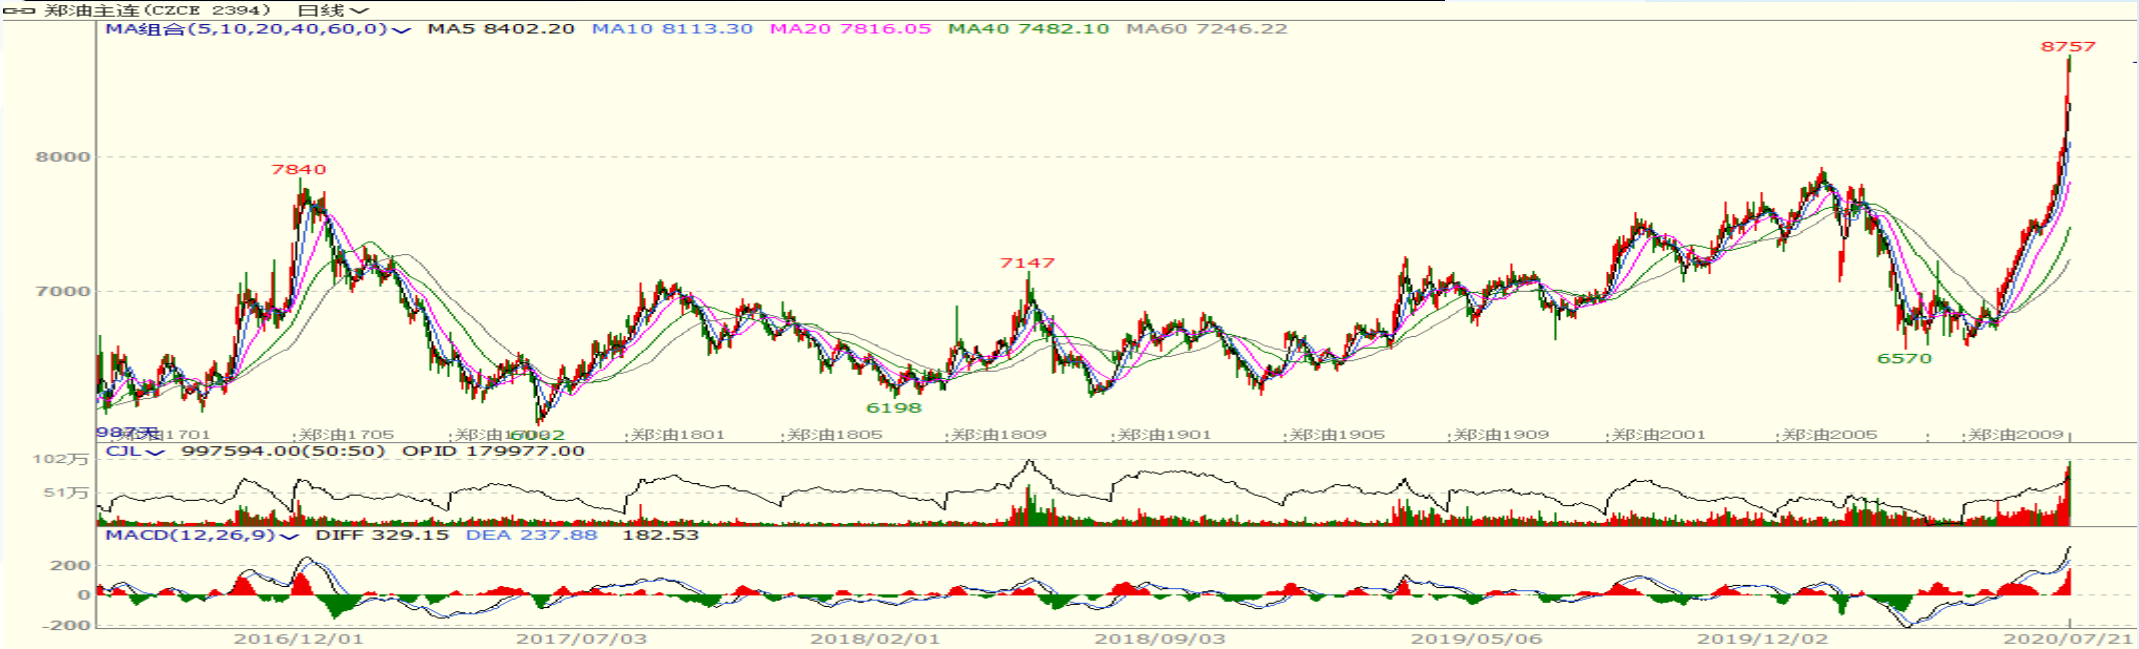 郑油主连(CZCE 2394) 日线
MA组合(5,10,20,40,60,0) MA5 8402.20 MA10 8113.30 MA20 7816.05 MA40 7482.10 MA60 7246.22
8757
8000
7840
7147
7000
6570
6198
987天 郑油1701 郑油1705 郑油 6002 郑油1801 郑油1805 郑油1809 郑油1901 郑油1905 郑油1909 郑油2001 郑油2005 郑油2009
CJL 997594.00(50:50) OPID 179977.00
102万
51万
MACD(12,26,9) DIFF 329.15 DEA 237.88 182.53
200
0
-200
2016/12/01 2017/07/03 2018/02/01 2018/09/03 2019/05/06 2019/12/02 2020/07/21